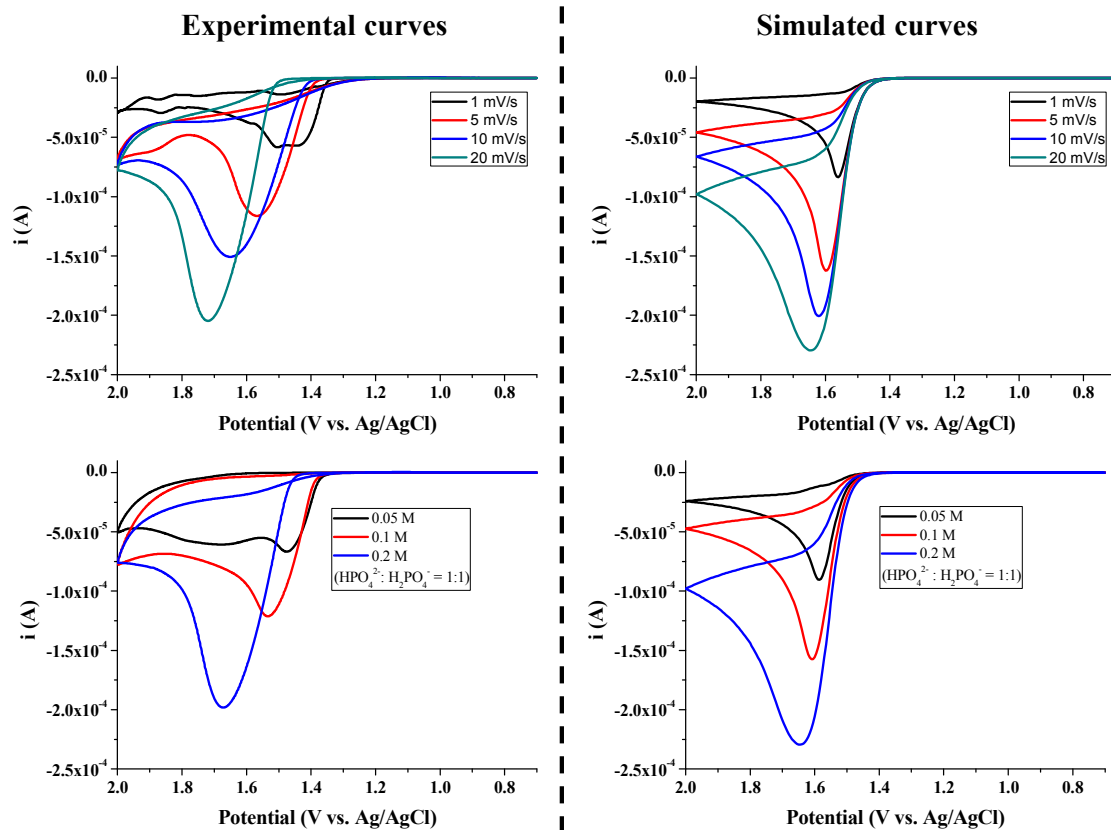 Experimental curves
Simulated curves
0.0
-5.0x10⁻⁵
-1.0x10⁻⁴
-1.5x10⁻⁴
-2.0x10⁻⁴
-2.5x10⁻⁴
i (A)
1 mV/s
5 mV/s
10 mV/s
20 mV/s
2.0 1.8 1.6 1.4 1.2 1.0 0.8
Potential (V vs. Ag/AgCl)
0.0
-5.0x10⁻⁵
-1.0x10⁻⁴
-1.5x10⁻⁴
-2.0x10⁻⁴
-2.5x10⁻⁴
i (A)
1 mV/s
5 mV/s
10 mV/s
20 mV/s
2.0 1.8 1.6 1.4 1.2 1.0 0.8
Potential (V vs. Ag/AgCl)
0.0
-5.0x10⁻⁵
-1.0x10⁻⁴
-1.5x10⁻⁴
-2.0x10⁻⁴
-2.5x10⁻⁴
i (A)
0.05 M
0.1 M
0.2 M
(HPO₄²⁻: H₂PO₄⁻ = 1:1)
2.0 1.8 1.6 1.4 1.2 1.0 0.8
Potential (V vs. Ag/AgCl)
0.0
-5.0x10⁻⁵
-1.0x10⁻⁴
-1.5x10⁻⁴
-2.0x10⁻⁴
-2.5x10⁻⁴
i (A)
0.05 M
0.1 M
0.2 M
(HPO₄²⁻: H₂PO₄⁻ = 1:1)
2.0 1.8 1.6 1.4 1.2 1.0 0.8
Potential (V vs. Ag/AgCl)